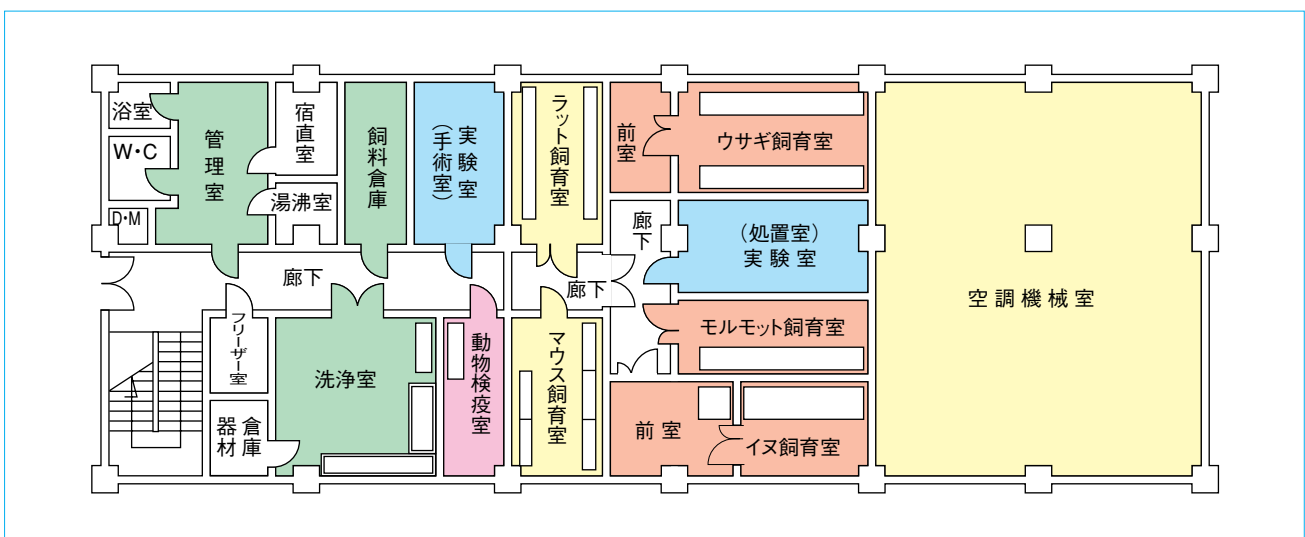 浴室
W・C
D・M
管理室
宿直室
湯沸室
飼料倉庫
実験室
(手術室)
ラット飼育室
前室
ウサギ飼育室
廊下
(処置室)
実験室
廊下
廊下
モルモット飼育室
空調機械室
フリーザー室
洗浄室
動物検疫室
マウス飼育室
器材
倉庫
前室
イヌ飼育室